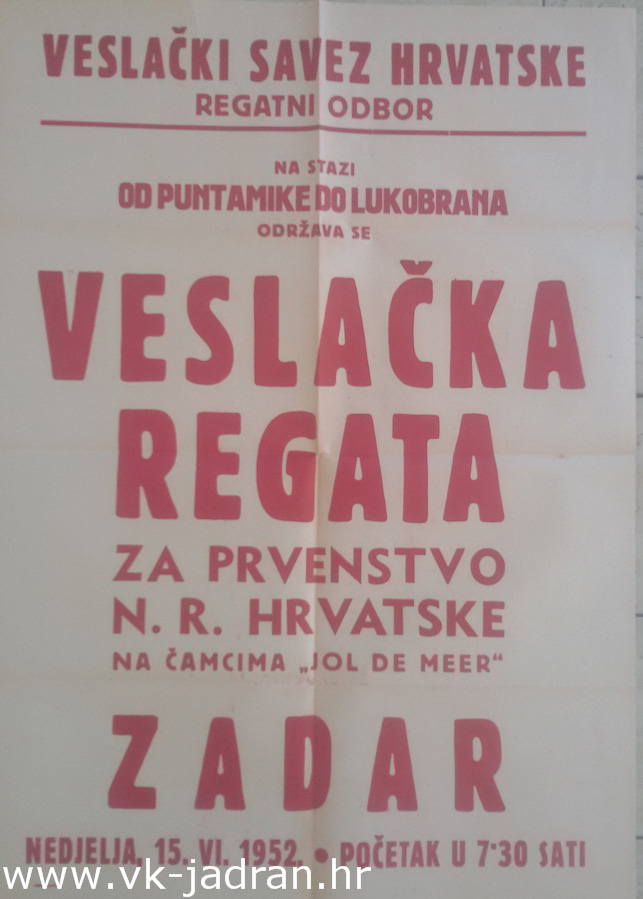 VESLAČKI SAVEZ HRVATSKE
REGATNI ODBOR
NA STAZI
OD PUNTAMIKE DO LUKOBRANA
ODRŽAVA SE
VESLAČKA
REGATA
ZA PRVENSTVO
N. R. HRVATSKE
NA ČAMCIMA „JOL DE MEER“
ZADAR
NEDJELJA, 15. VI. 1952. • POČETAK U 7·30 SATI
www.vk-jadran.hr